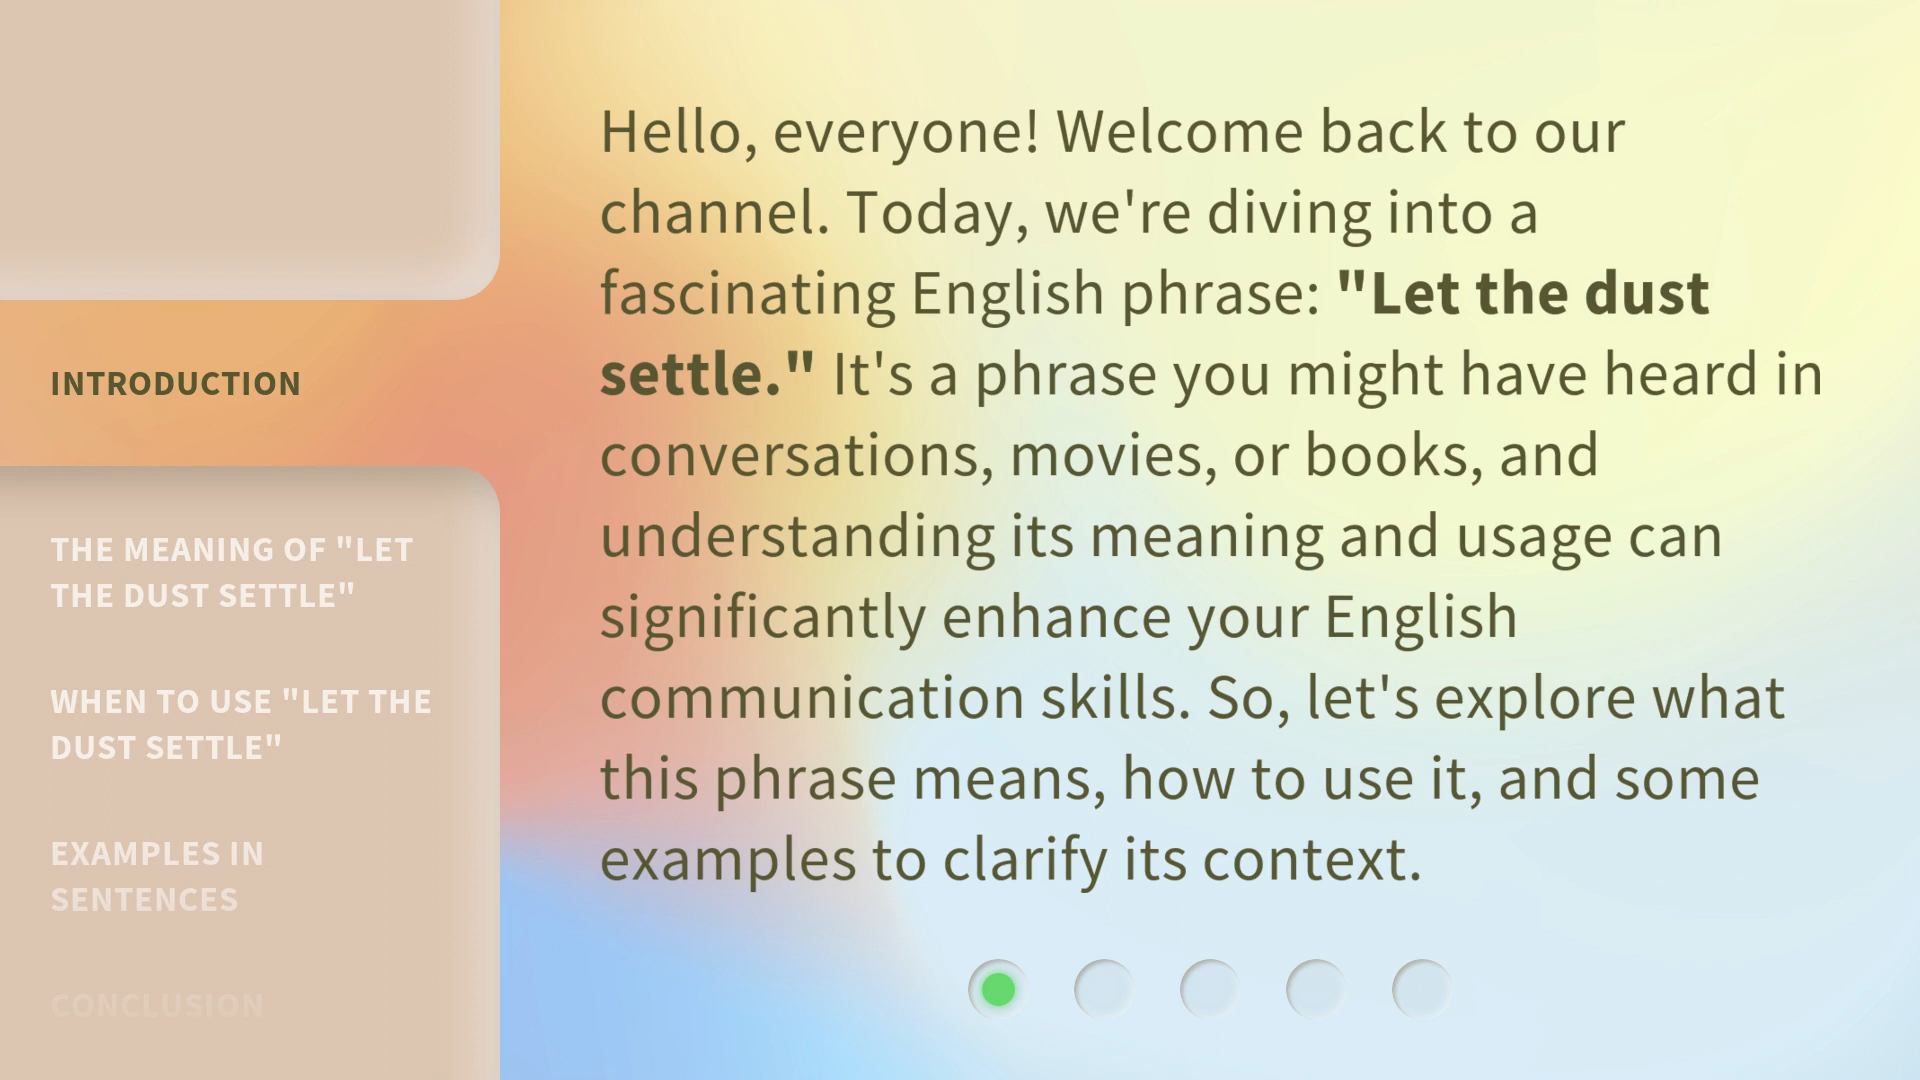 INTRODUCTION
THE MEANING OF "LET
THE DUST SETTLE"
WHEN TO USE "LET THE
DUST SETTLE"
EXAMPLES IN
SENTENCES
CONCLUSION
Hello, everyone! Welcome back to our
channel. Today, we're diving into a
fascinating English phrase: "Let the dust
settle." It's a phrase you might have heard in
conversations, movies, or books, and
understanding its meaning and usage can
significantly enhance your English
communication skills. So, let's explore what
this phrase means, how to use it, and some
examples to clarify its context.